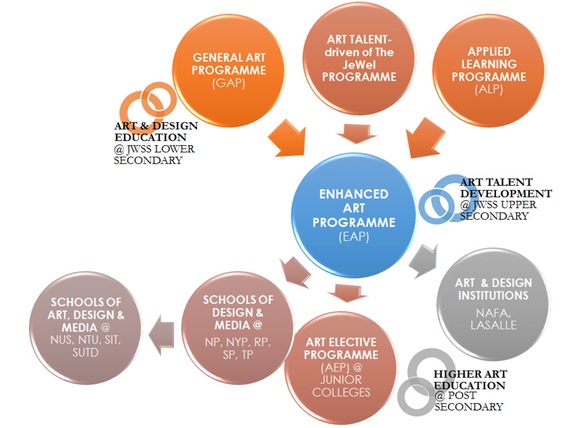 GENERAL ART
PROGRAMME
(GAP)
ART TALENT-
driven of The
JeWel
PROGRAMME
APPLIED
LEARNING
PROGRAMME
(ALP)
ART & DESIGN
EDUCATION
@ JWSS LOWER
SECONDARY
ENHANCED
ART
PROGRAMME
(EAP)
ART TALENT
DEVELOPMENT
@ JWSS UPPER
SECONDARY
SCHOOLS OF
ART, DESIGN &
MEDIA @
NUS, NTU, SIT,
SUTD
SCHOOLS OF
DESIGN &
MEDIA @
NP, NYP, RP,
SP, TP
ART ELECTIVE
PROGRAMME
(AEP) @
JUNIOR
COLLEGES
ART & DESIGN
INSTITUTIONS
NAFA,
LASALLE
HIGHER ART
EDUCATION
@ POST
SECONDARY